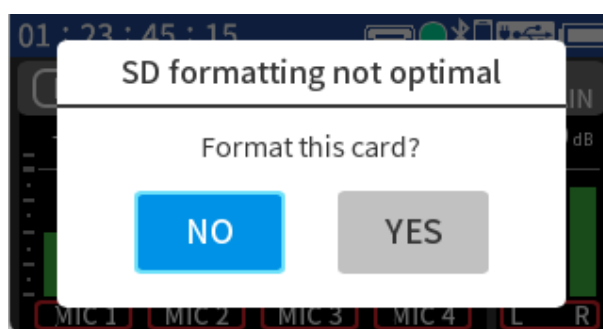 01 : 23 : 45 : 15
SD formatting not optimal
IN
Format this card?
dB
NO YES
MIC 1 MIC 2 MIC 3 MIC 4 L R